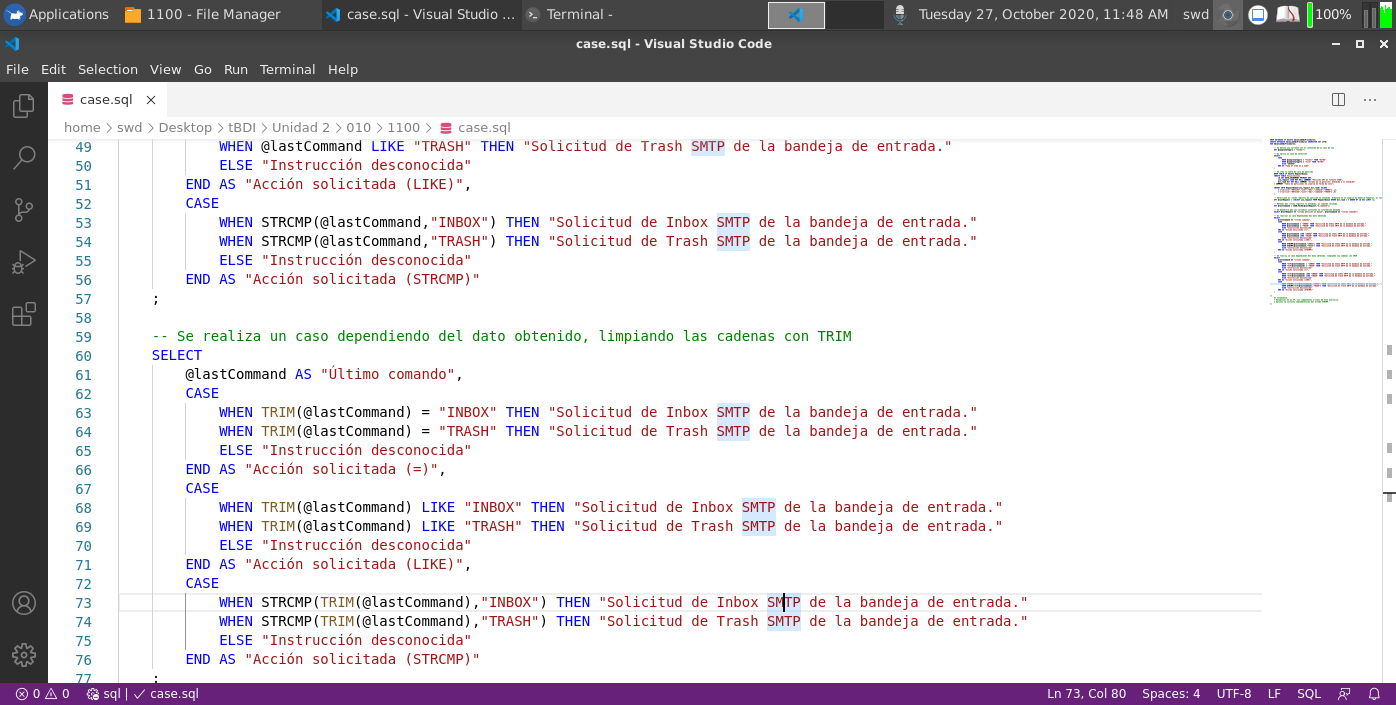 Applications 1100 - File Manager case.sql - Visual Studio ... Terminal - Tuesday 27, October 2020, 11:48 AM swd 100%
case.sql - Visual Studio Code
File Edit Selection View Go Run Terminal Help
case.sql
home > swd > Desktop > tBDI > Unidad 2 > 010 > 1100 > case.sql
49 WHEN @lastCommand LIKE "TRASH" THEN "Solicitud de Trash SMTP de la bandeja de entrada."
50 ELSE "Instrucción desconocida"
51 END AS "Acción solicitada (LIKE)",
52 CASE
53 WHEN STRCMP(@lastCommand,"INBOX") THEN "Solicitud de Inbox SMTP de la bandeja de entrada."
54 WHEN STRCMP(@lastCommand,"TRASH") THEN "Solicitud de Trash SMTP de la bandeja de entrada."
55 ELSE "Instrucción desconocida"
56 END AS "Acción solicitada (STRCMP)"
57 ;
58
59 -- Se realiza un caso dependiendo del dato obtenido, limpiando las cadenas con TRIM
60 SELECT
61 @lastCommand AS "Último comando",
62 CASE
63 WHEN TRIM(@lastCommand) = "INBOX" THEN "Solicitud de Inbox SMTP de la bandeja de entrada."
64 WHEN TRIM(@lastCommand) = "TRASH" THEN "Solicitud de Trash SMTP de la bandeja de entrada."
65 ELSE "Instrucción desconocida"
66 END AS "Acción solicitada (=)",
67 CASE
68 WHEN TRIM(@lastCommand) LIKE "INBOX" THEN "Solicitud de Inbox SMTP de la bandeja de entrada."
69 WHEN TRIM(@lastCommand) LIKE "TRASH" THEN "Solicitud de Trash SMTP de la bandeja de entrada."
70 ELSE "Instrucción desconocida"
71 END AS "Acción solicitada (LIKE)",
72 CASE
73 WHEN STRCMP(TRIM(@lastCommand),"INBOX") THEN "Solicitud de Inbox SMTP de la bandeja de entrada."
74 WHEN STRCMP(TRIM(@lastCommand),"TRASH") THEN "Solicitud de Trash SMTP de la bandeja de entrada."
75 ELSE "Instrucción desconocida"
76 END AS "Acción solicitada (STRCMP)"
77 ;
0 0 sql | case.sql Ln 73, Col 80 Spaces: 4 UTF-8 LF SQL